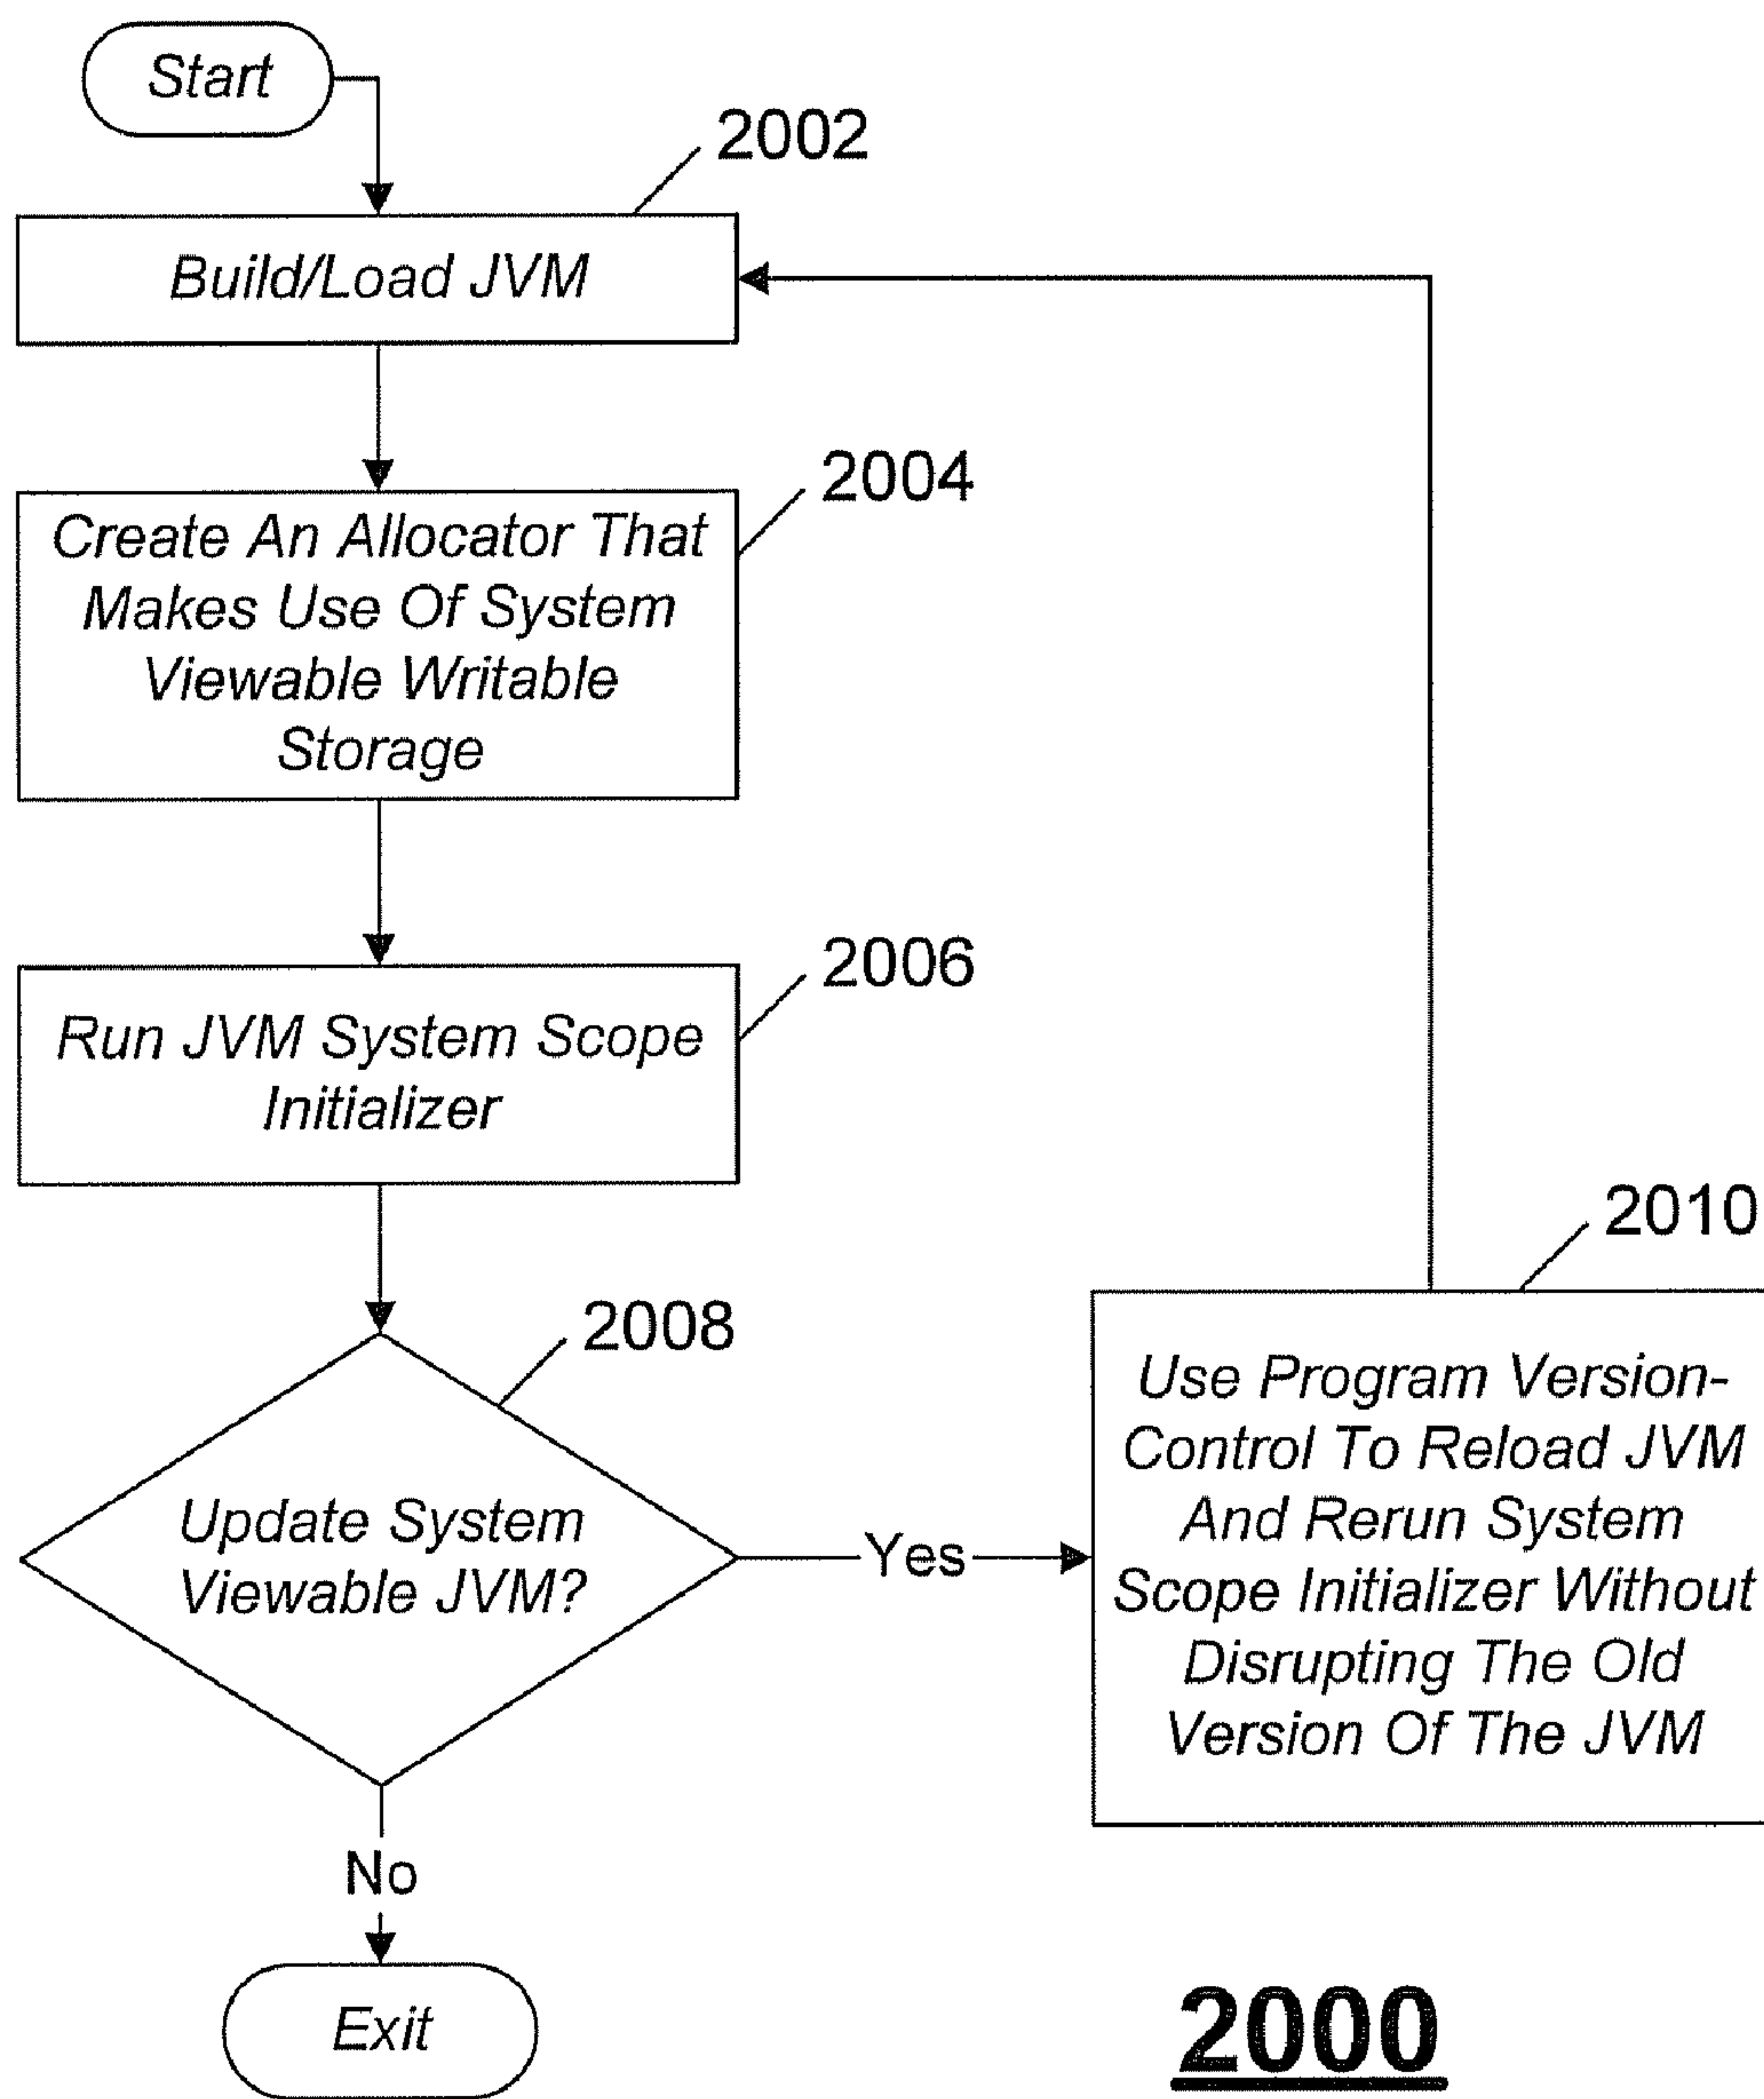 Start
2002
Build/Load JVM
2004
Create An Allocator That
Makes Use Of System
Viewable Writable
Storage
2006
Run JVM System Scope
Initializer
2008
Update System
Viewable JVM?
Yes
2010
Use Program Version-
Control To Reload JVM
And Rerun System
Scope Initializer Without
Disrupting The Old
Version Of The JVM
No
Exit
2000